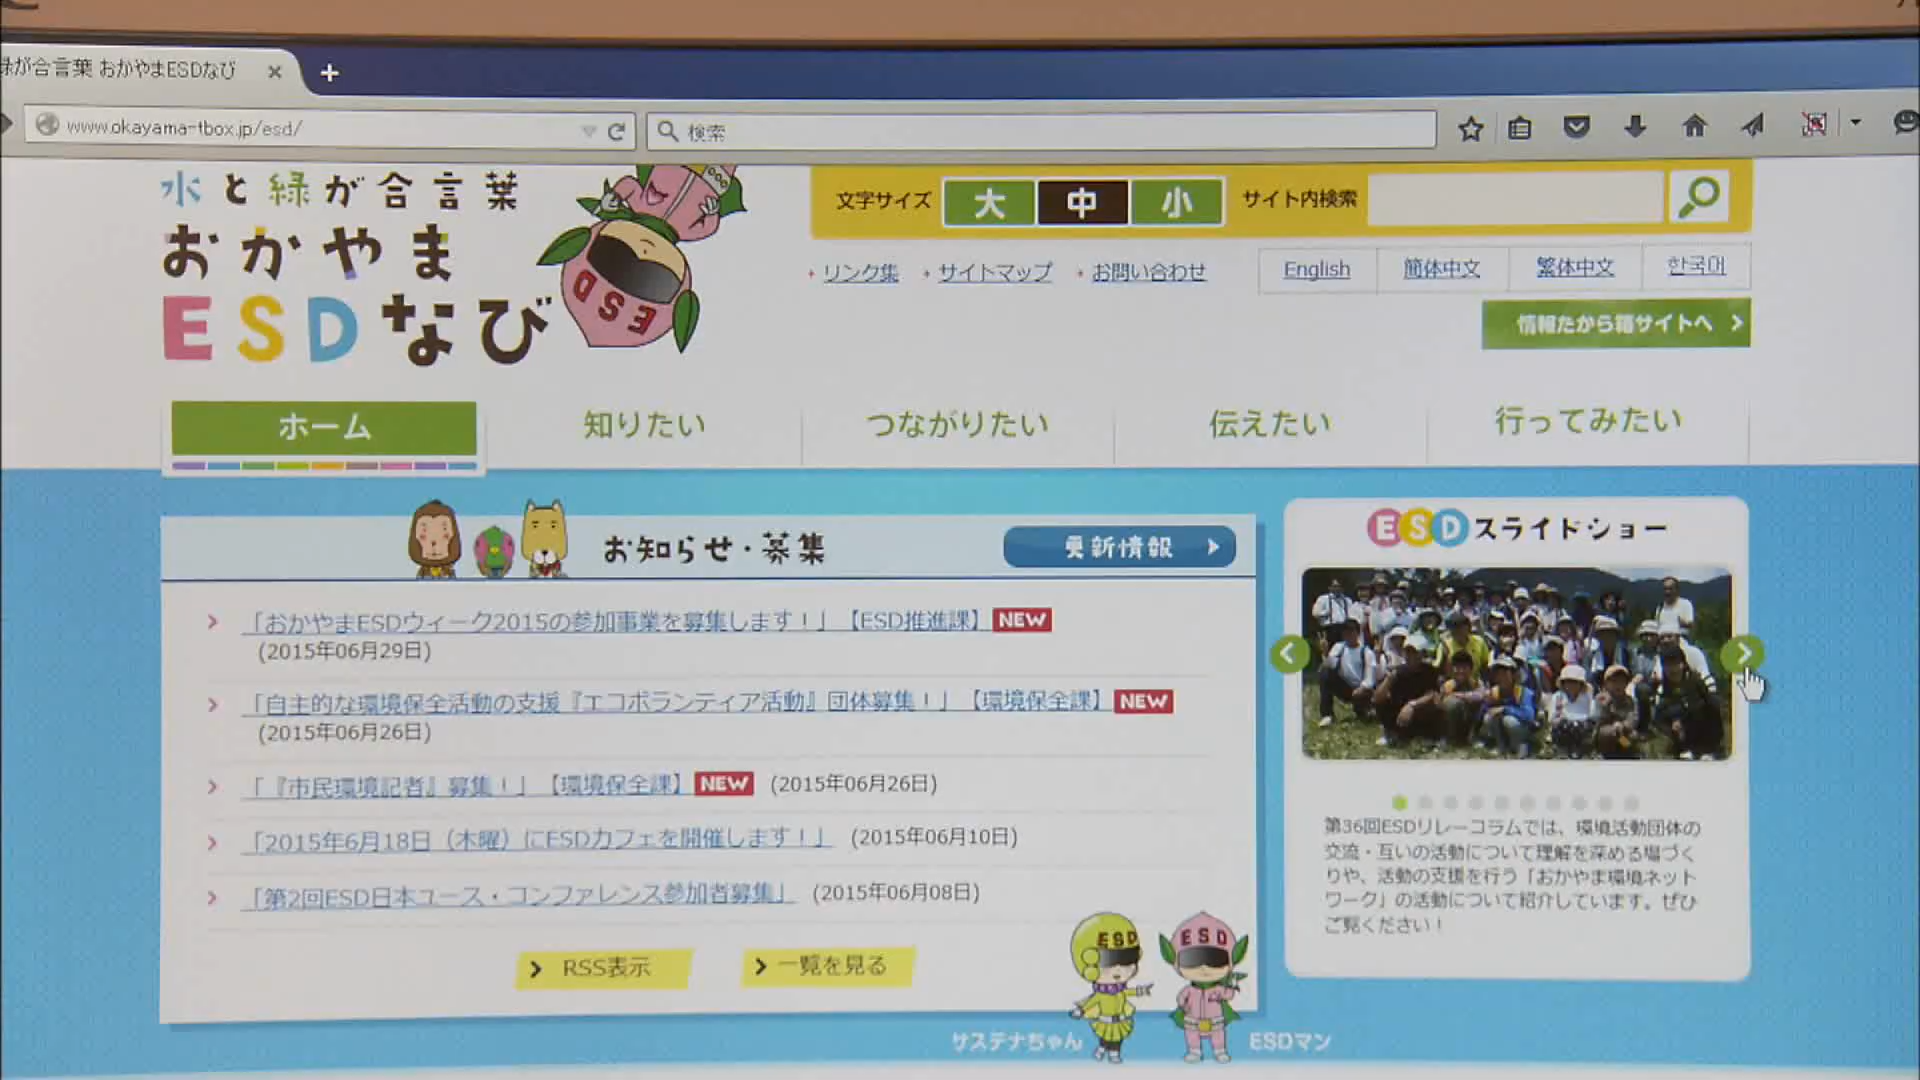 緑が合言葉 おかやまESDなび
www.okayama-tbox.jp/esd/
検索
水と緑が合言葉
おかやま
ESDなび
ESD
文字サイズ 大 中 小 サイト内検索
リンク集 サイトマップ お問い合わせ
English 簡体中文 繁体中文 한국어
情報たから箱サイトへ
ホーム 知りたい つながりたい 伝えたい 行ってみたい
お知らせ・募集 更新情報
「おかやまESDウィーク2015の参加事業を募集します！」【ESD推進課】 NEW
(2015年06月29日)
「自主的な環境保全活動の支援『エコボランティア活動』団体募集！」【環境保全課】 NEW
(2015年06月26日)
「『市民環境記者』募集！」【環境保全課】 NEW (2015年06月26日)
「2015年6月18日（木曜）にESDカフェを開催します！」 (2015年06月10日)
「第2回ESD日本ユース・コンファレンス参加者募集」 (2015年06月08日)
RSS表示 一覧を見る
ESD ESD
サステナちゃん ESDマン
ESDスライドショー
第36回ESDリレーコラムでは、環境活動団体の
交流・互いの活動について理解を深める場づく
りや、活動の支援を行う「おかやま環境ネット
ワーク」の活動について紹介しています。ぜひ
ご覧ください！